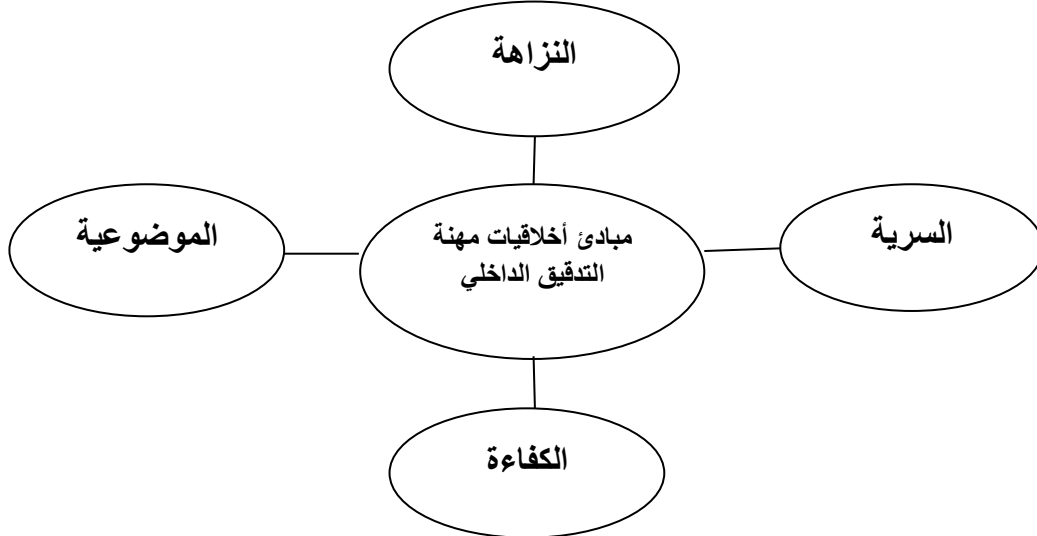 النزاهة
السرية
مبادئ أخلاقيات مهنة
التدقيق الداخلي
الموضوعية
الكفاءة